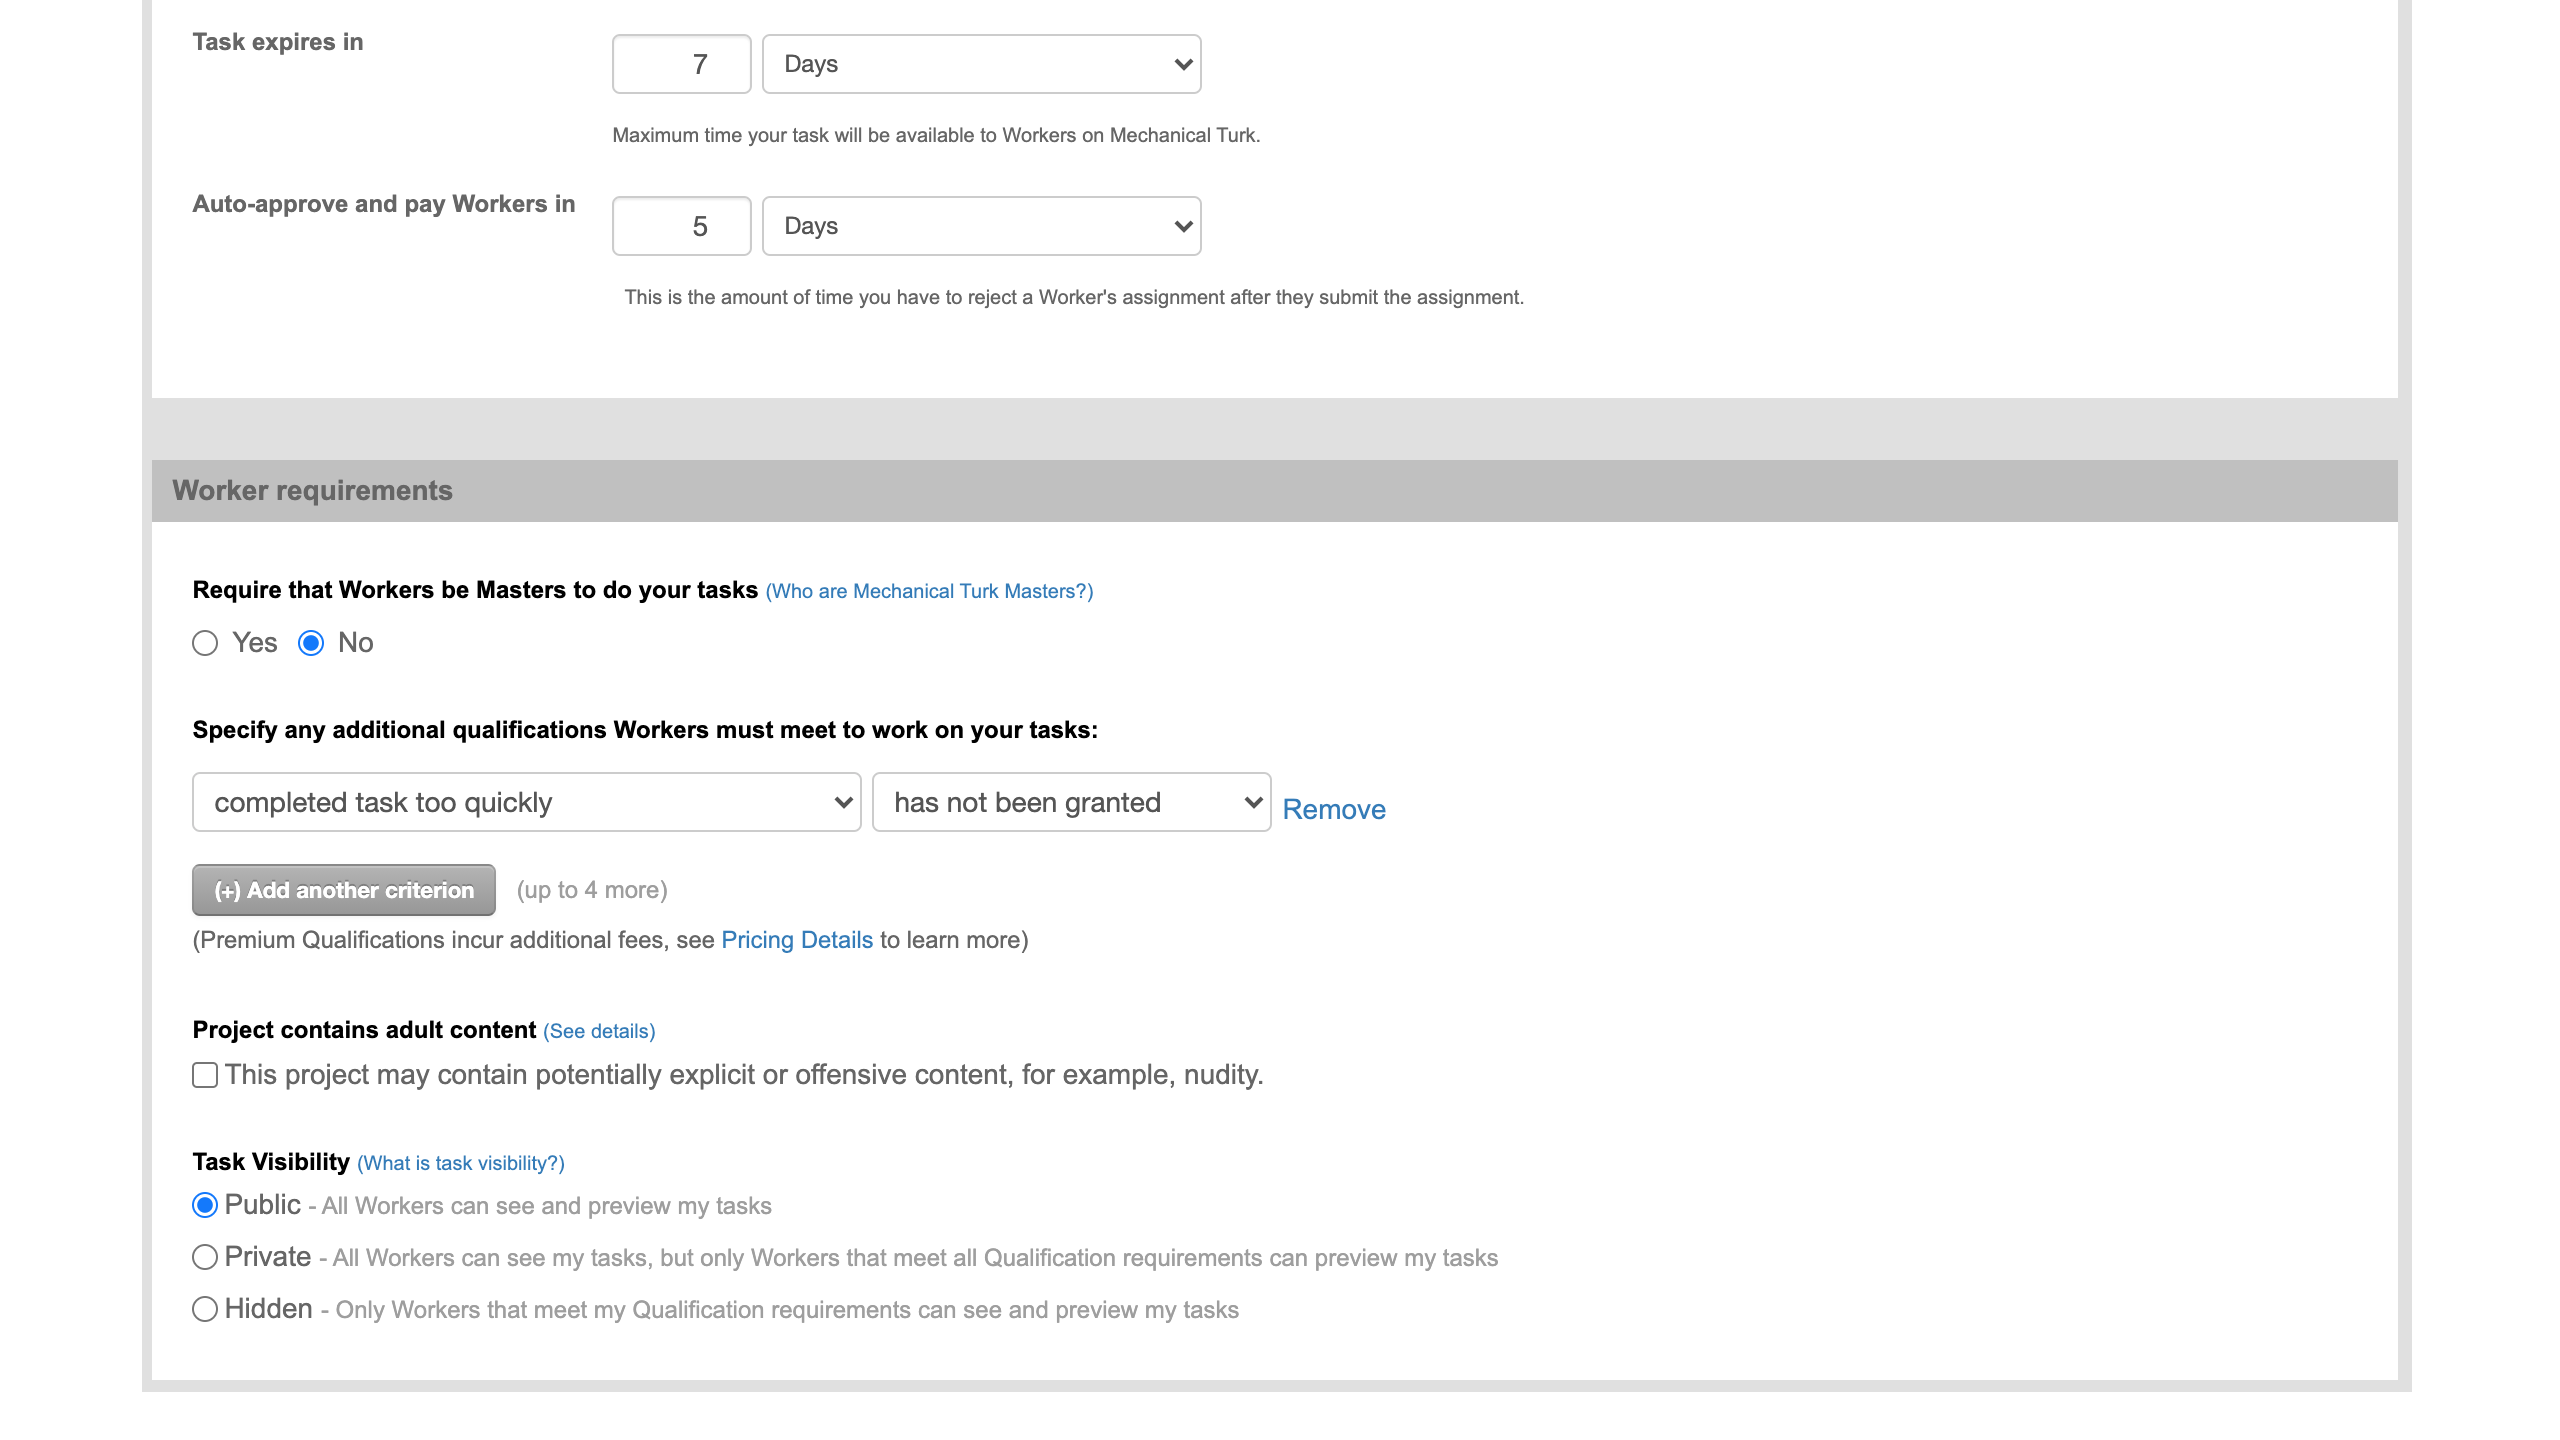 Task expires in
7 Days
Maximum time your task will be available to Workers on Mechanical Turk.
Auto-approve and pay Workers in
5 Days
This is the amount of time you have to reject a Worker's assignment after they submit the assignment.
Worker requirements
Require that Workers be Masters to do your tasks (Who are Mechanical Turk Masters?)
Yes No
Specify any additional qualifications Workers must meet to work on your tasks:
completed task too quickly has not been granted Remove
(+) Add another criterion (up to 4 more)
(Premium Qualifications incur additional fees, see Pricing Details to learn more)
Project contains adult content (See details)
This project may contain potentially explicit or offensive content, for example, nudity.
Task Visibility (What is task visibility?)
Public - All Workers can see and preview my tasks
Private - All Workers can see my tasks, but only Workers that meet all Qualification requirements can preview my tasks
Hidden - Only Workers that meet my Qualification requirements can see and preview my tasks